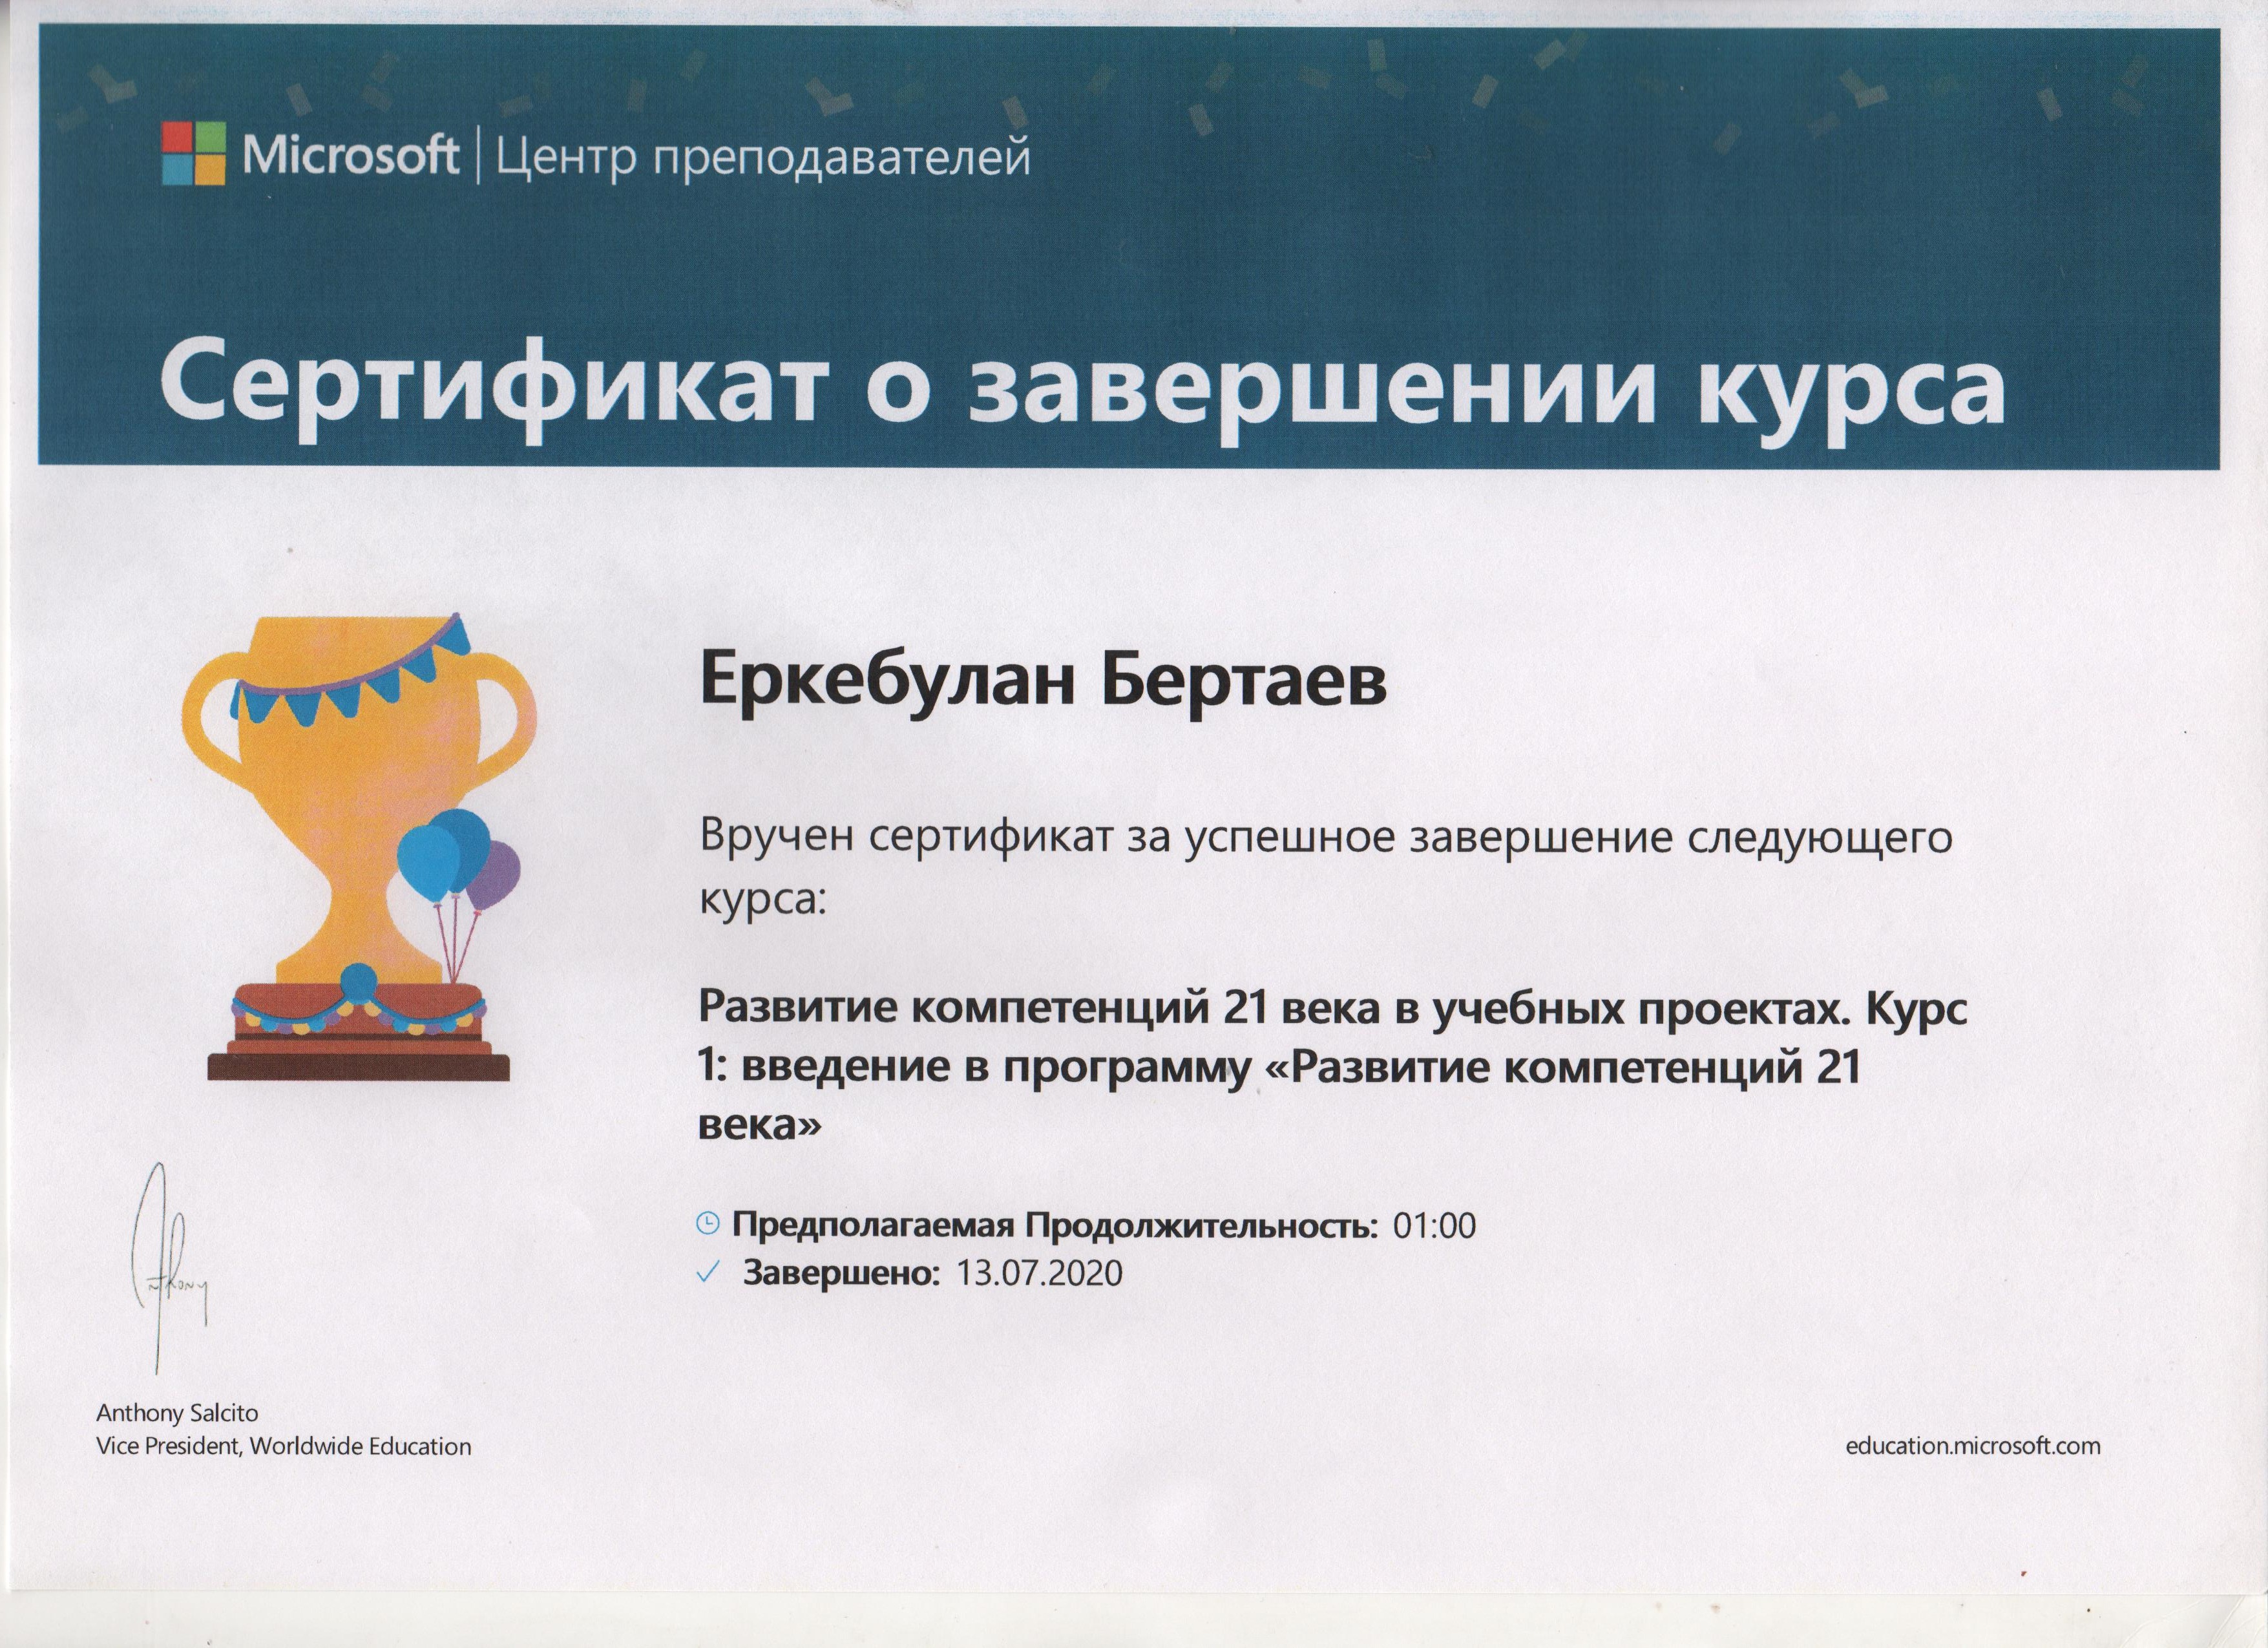 Microsoft | Центр преподавателей
Сертификат о завершении курса
Еркебулан Бертаев
Вручен сертификат за успешное завершение следующего
курса:
Развитие компетенций 21 века в учебных проектах. Курс
1: введение в программу «Развитие компетенций 21
века»
Предполагаемая Продолжительность: 01:00
Завершено: 13.07.2020
Anthony
Anthony Salcito
Vice President, Worldwide Education
education.microsoft.com